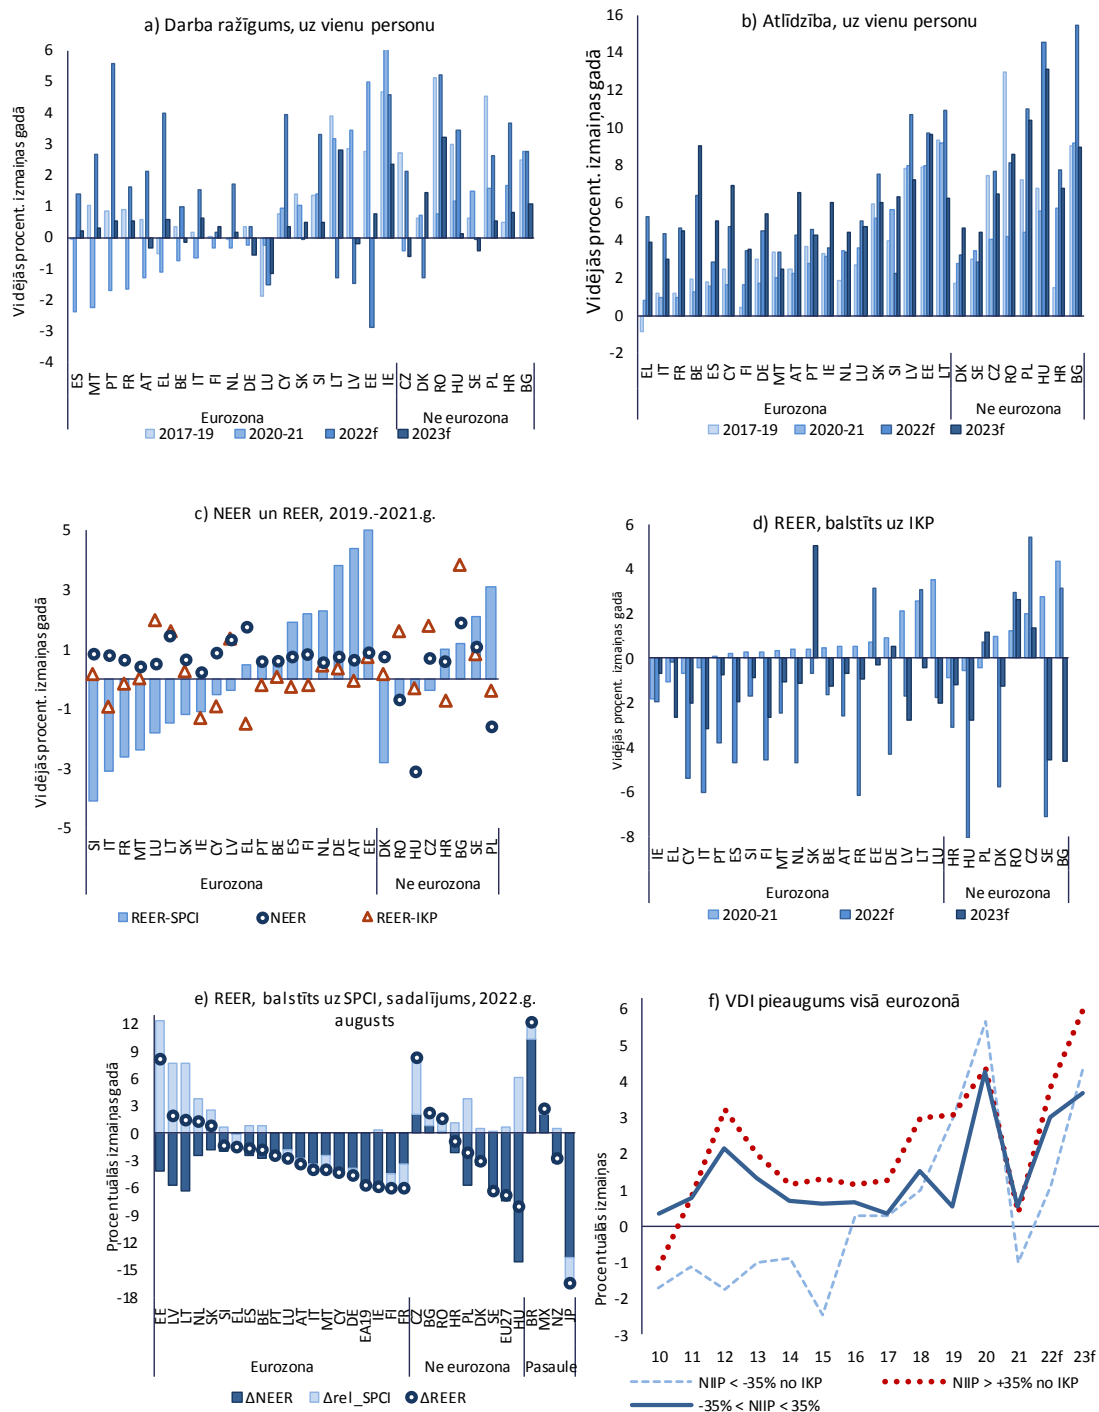 a) Darba ražīgums, uz vienu personu
Vidējās procent. izmaiņas gadā
6
5
4
3
2
1
0
-1
-2
-3
-4
ES MT PT FR AT EL BE IT FI NL DE LU CY SK SI LT LV EE IE CZ DK RO HU SE PL HR BG
Eurozona Ne eurozona
2017-19 2020-21 2022f 2023f
b) Atlīdzība, uz vienu personu
Vidējās procent. izmaiņas gadā
16
14
12
10
8
6
4
2
0
-2
EL IT FR BE ES CY FI DE MT AT PT IE NL LU SK SI LV EE LT DK SE CZ RO PL HU HR BG
Eurozona Ne eurozona
2017-19 2020-21 2022f 2023f
c) NEER un REER, 2019.-2021.g.
Vidējās procent. izmaiņas gadā
5
3
1
-1
-3
-5
SI IT FR MT LU LT SK IE CY LV EL PT BE ES FI NL DE AT EE DK RO HU CZ HR BG SE PL
Eurozona Ne eurozona
REER-SPCI NEER REER-IKP
d) REER, balstīts uz IKP
Vidējās procent. izmaiņas gadā
6
4
2
0
-2
-4
-6
-8
IE EL CY IT PT ES SI FI MT NL SK BE AT FR EE DE LV LT LU HR HU PL DK RO CZ SE BG
Eurozona Ne eurozona
2020-21 2022f 2023f
e) REER, balstīts uz SPCI, sadalījums, 2022.g.
augusts
Procentuālās izmaiņas gadā
12
9
6
3
0
-3
-6
-9
-12
-15
-18
EE LV LT NL SK SI EL ES BE PT LU AT IT MT CY DE EA19 IE FI FR CZ BG RO HR PL DK SE EU27 HU BR MX NZ JP
Eurozona Ne eurozona Pasaule
ΔNEER Δrel_SPCI ΔREER
f) VDI pieaugums visā eurozonā
Procentuālās izmaiņas
6
5
4
3
2
1
0
-1
-2
-3
10 11 12 13 14 15 16 17 18 19 20 21 22f 23f
NIIP < -35% no IKP NIIP > +35% no IKP
-35% < NIIP < 35%